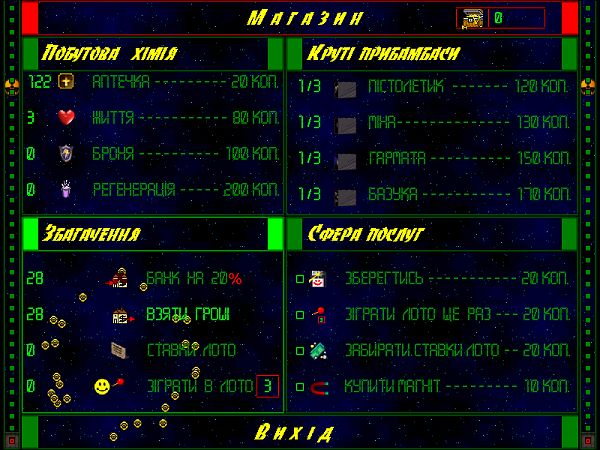 Магазин 0
Побутова хімія
122 АПТЕЧКА ------- 20 КОП.
3 ЖИТТЯ --------- 80 КОП.
0 БРОНЯ -------- 100 КОП.
0 РЕГЕНЕРАЦІЯ ----- 200 КОП.
Круті прибамбаси
1/3 ПІСТОЛЕТИК ------- 120 КОП.
1/3 МІНА ------------ 130 КОП.
1/3 ГАРМАТА --------- 150 КОП.
1/3 БАЗУКА ---------- 170 КОП.
Збагачення
28 БАНК НА 20%
28 ВЗЯТИ ГРОШІ
0 СТАВКИ ЛОТО
0 ЗІГРАТИ В ЛОТО 3
Сфера послуг
ЗБЕРЕГТИСЬ -------- 20 КОП.
ЗІГРАТИ ЛОТО ЩЕ РАЗ -- 20 КОП.
ЗАБИРАТИ СТАВКИ ЛОТО -- 20 КОП.
КУПИТИ МАГНІТ -------- 10 КОП.
Вихід